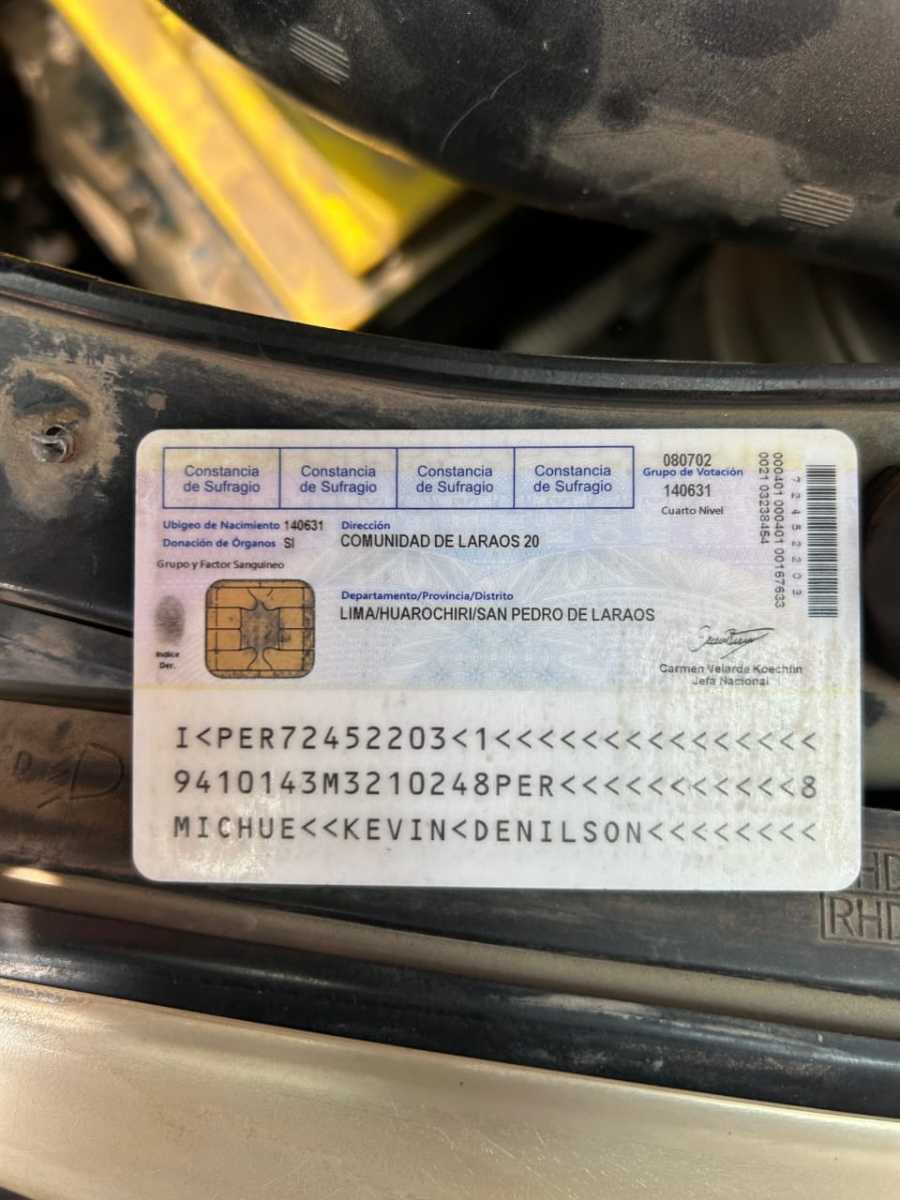 Constancia de Sufragio
Constancia de Sufragio
Constancia de Sufragio
Constancia de Sufragio
080702
Grupo de Votación
140631
Cuarto Nivel
Ubigeo de Nacimiento 140631
Donación de Órganos SI
Grupo y Factor Sanguineo
Dirección
COMUNIDAD DE LARAOS 20
Departamento/Provincia/Distrito
LIMA/HUAROCHIRI/SAN PEDRO DE LARAOS
Indice
Der.
000401 000401 00167633
0021 03238454
72452203
Carmen Velarde Koechlin
Jefa Nacional
I<PER72452203<1<<<<<<<<<<<<<<<
9410143M3210248PER<<<<<<<<<<<8
MICHUE<<KEVIN<DENILSON<<<<<<<<
D
RHD